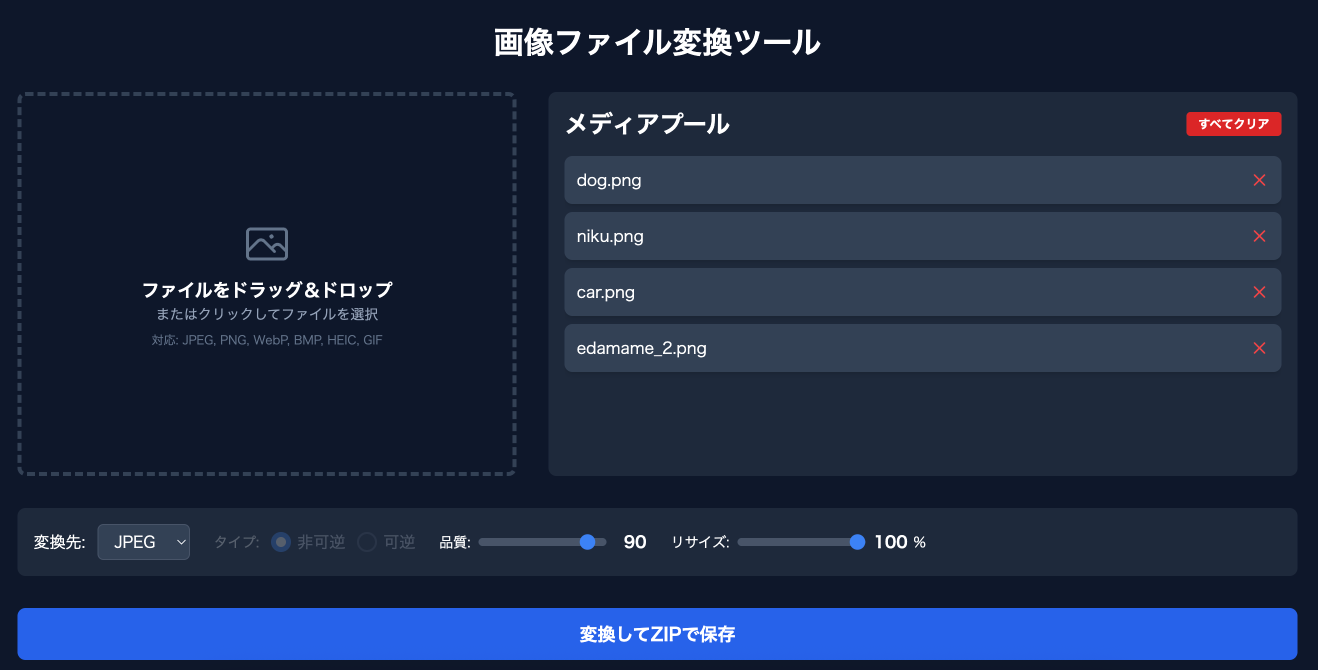 画像ファイル変換ツール
ファイルをドラッグ＆ドロップ
またはクリックしてファイルを選択
対応: JPEG, PNG, WebP, BMP, HEIC, GIF
メディアプール
すべてクリア
dog.png
niku.png
car.png
edamame_2.png
変換先: JPEG タイプ: 非可逆 可逆 品質: 90 リサイズ: 100 %
変換してZIPで保存